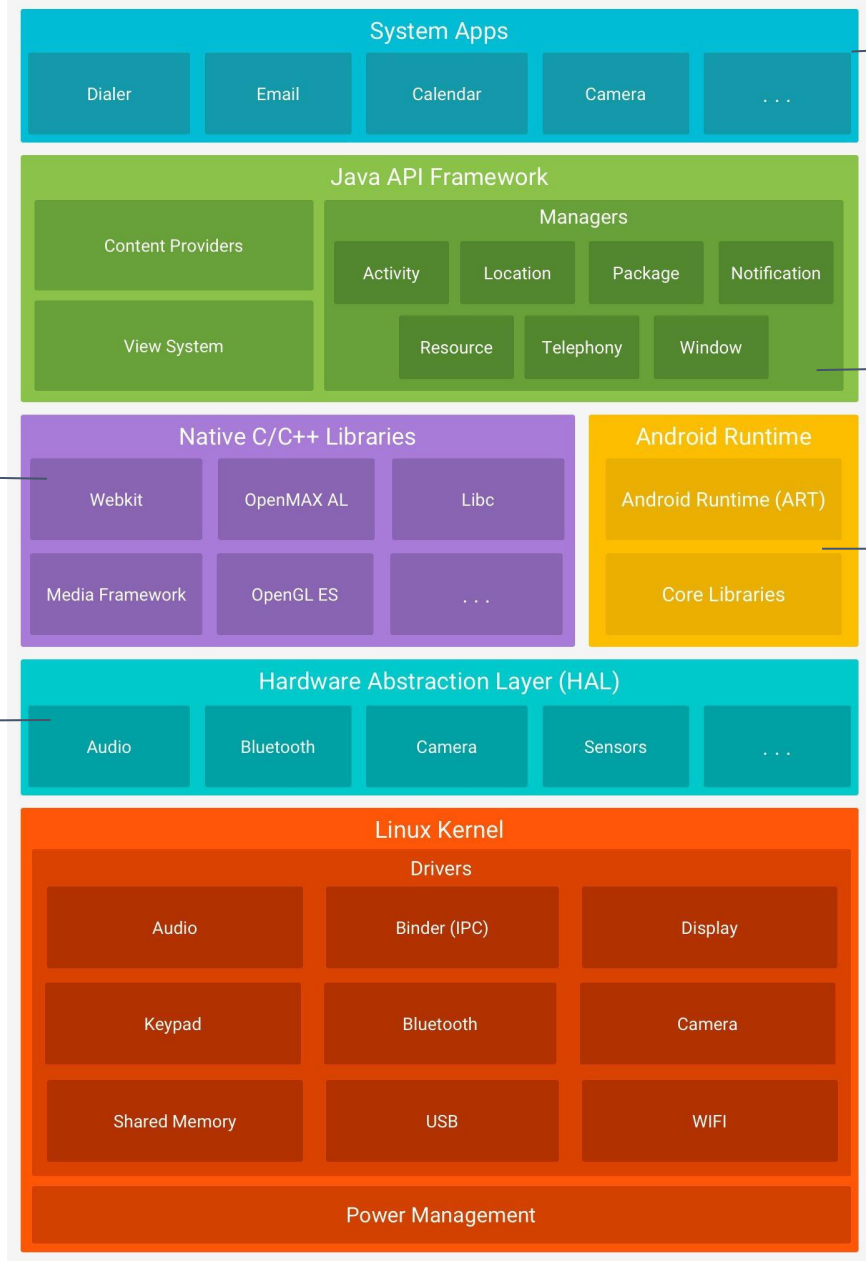 System Apps
Dialer
Email
Calendar
Camera
. . .
Java API Framework
Content Providers
View System
Managers
Activity
Location
Package
Notification
Resource
Telephony
Window
Native C/C++ Libraries
Webkit
OpenMAX AL
Libc
Media Framework
OpenGL ES
. . .
Android Runtime
Android Runtime (ART)
Core Libraries
Hardware Abstraction Layer (HAL)
Audio
Bluetooth
Camera
Sensors
. . .
Linux Kernel
Drivers
Audio
Binder (IPC)
Display
Keypad
Bluetooth
Camera
Shared Memory
USB
WIFI
Power Management